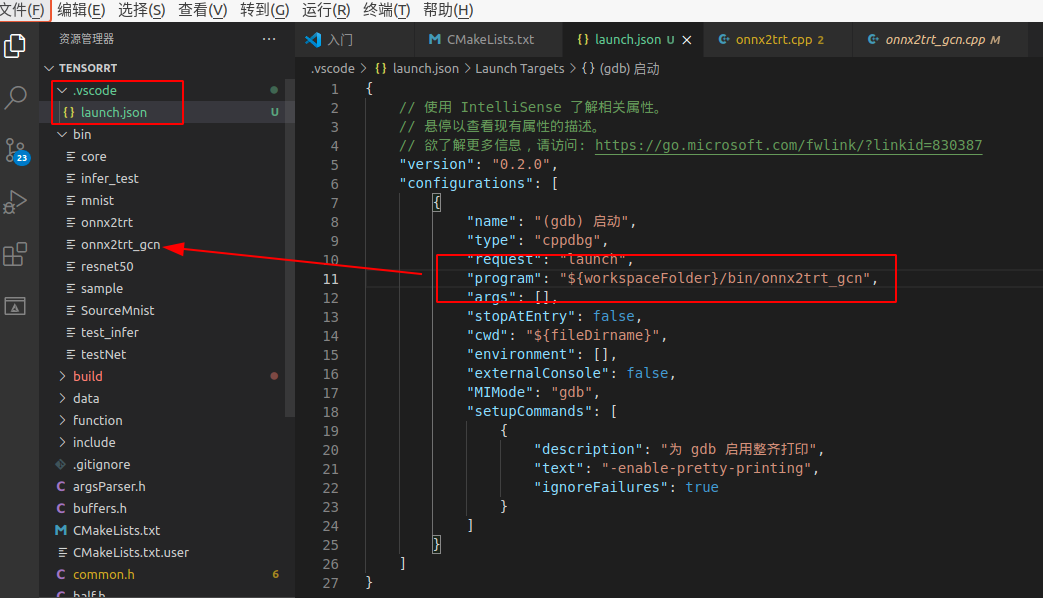 文件(F) 编辑(E) 选择(S) 查看(V) 转到(G) 运行(R) 终端(T) 帮助(H)
资源管理器 ···
入门
CMakeLists.txt
{} launch.json U ×
onnx2trt.cpp 2
onnx2trt_gcn.cpp M
TENSORRT
.vscode
{} launch.json U
bin
core
infer_test
mnist
onnx2trt
onnx2trt_gcn
resnet50
sample
SourceMnist
test_infer
testNet
build
data
function
include
.gitignore
C argsParser.h
C buffers.h
M CMakeLists.txt
CMakeLists.txt.user
C common.h 6
C half.h
23
.vscode > {} launch.json > Launch Targets > {} (gdb) 启动
1 {
2 // 使用 IntelliSense 了解相关属性。
3 // 悬停以查看现有属性的描述。
4 // 欲了解更多信息，请访问: https://go.microsoft.com/fwlink/?linkid=830387
5 "version": "0.2.0",
6 "configurations": [
7 {
8 "name": "(gdb) 启动",
9 "type": "cppdbg",
10 "request": "launch",
11 "program": "${workspaceFolder}/bin/onnx2trt_gcn",
12 "args": [],
13 "stopAtEntry": false,
14 "cwd": "${fileDirname}",
15 "environment": [],
16 "externalConsole": false,
17 "MIMode": "gdb",
18 "setupCommands": [
19 {
20 "description": "为 gdb 启用整齐打印",
21 "text": "-enable-pretty-printing",
22 "ignoreFailures": true
23 }
24 ]
25 }
26 ]
27 }